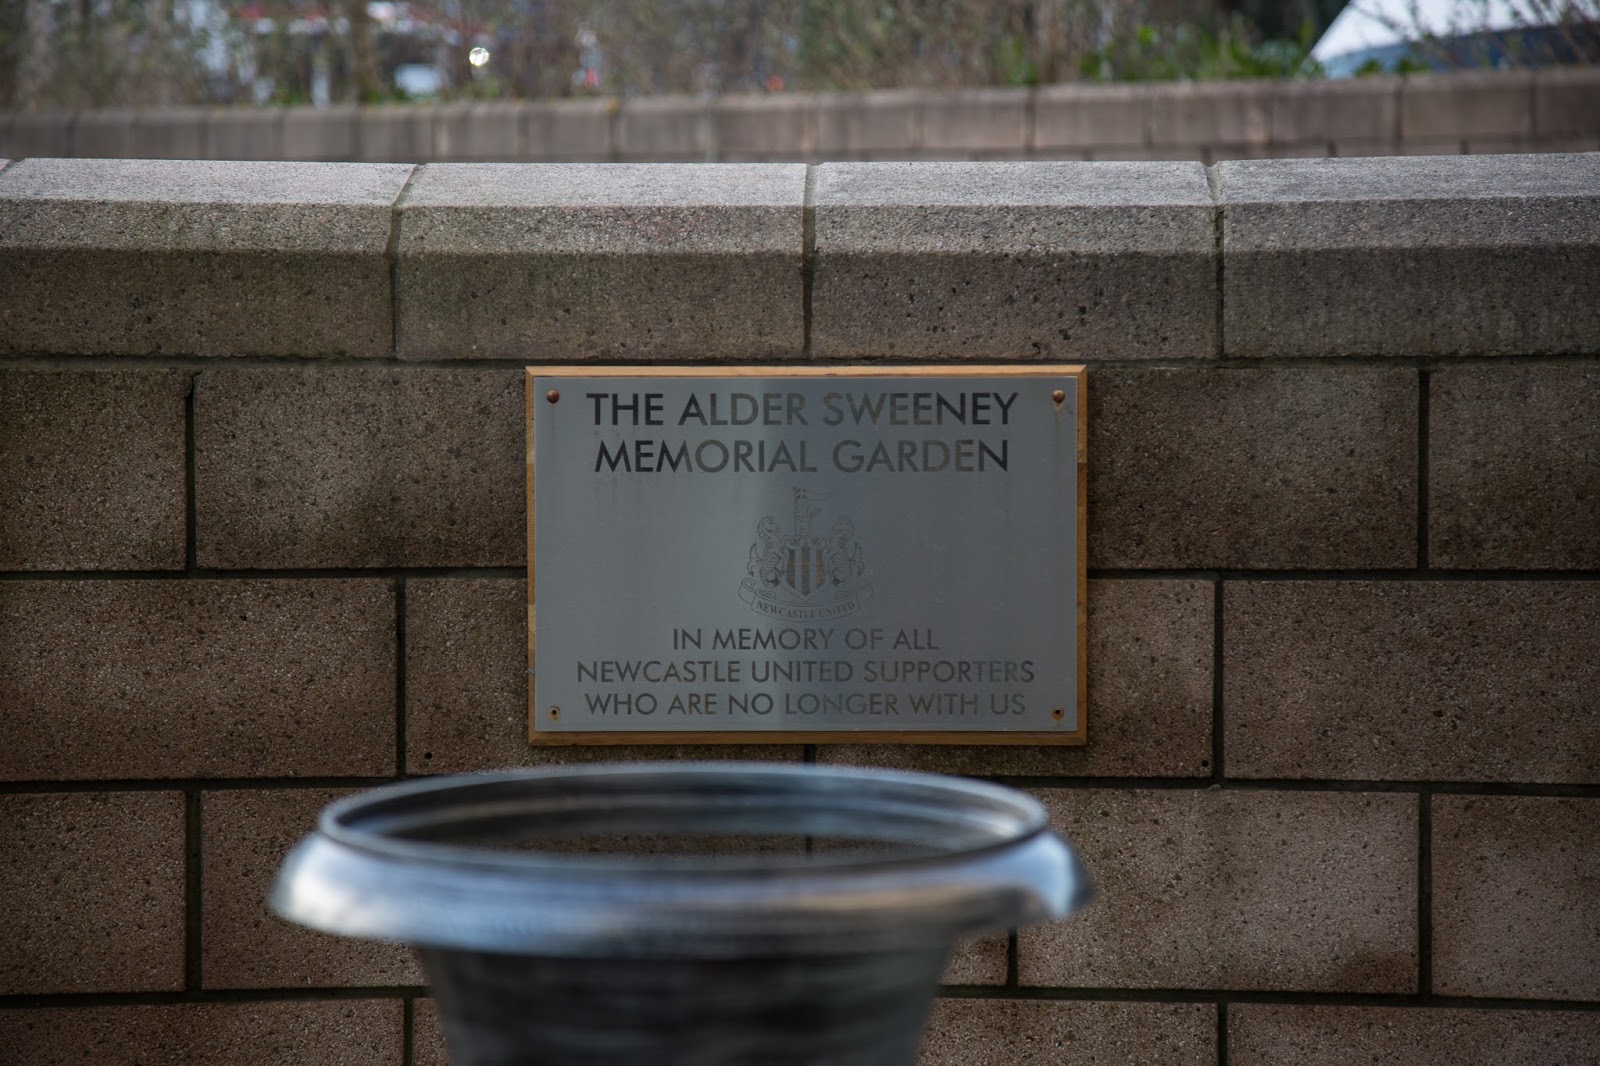 THE ALDER SWEENEY
MEMORIAL GARDEN
NEWCASTLE UNITED
IN MEMORY OF ALL
NEWCASTLE UNITED SUPPORTERS
WHO ARE NO LONGER WITH US